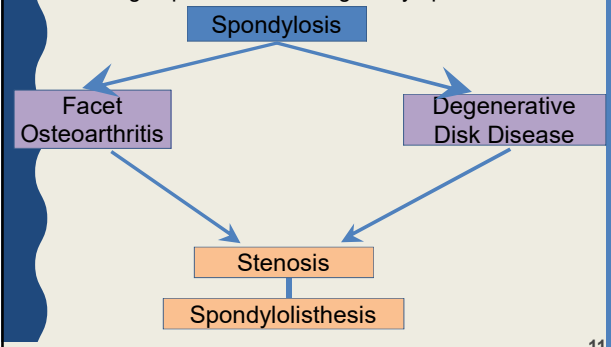 Spondylosis
Facet
Osteoarthritis
Degenerative
Disk Disease
Stenosis
Spondylolisthesis
11